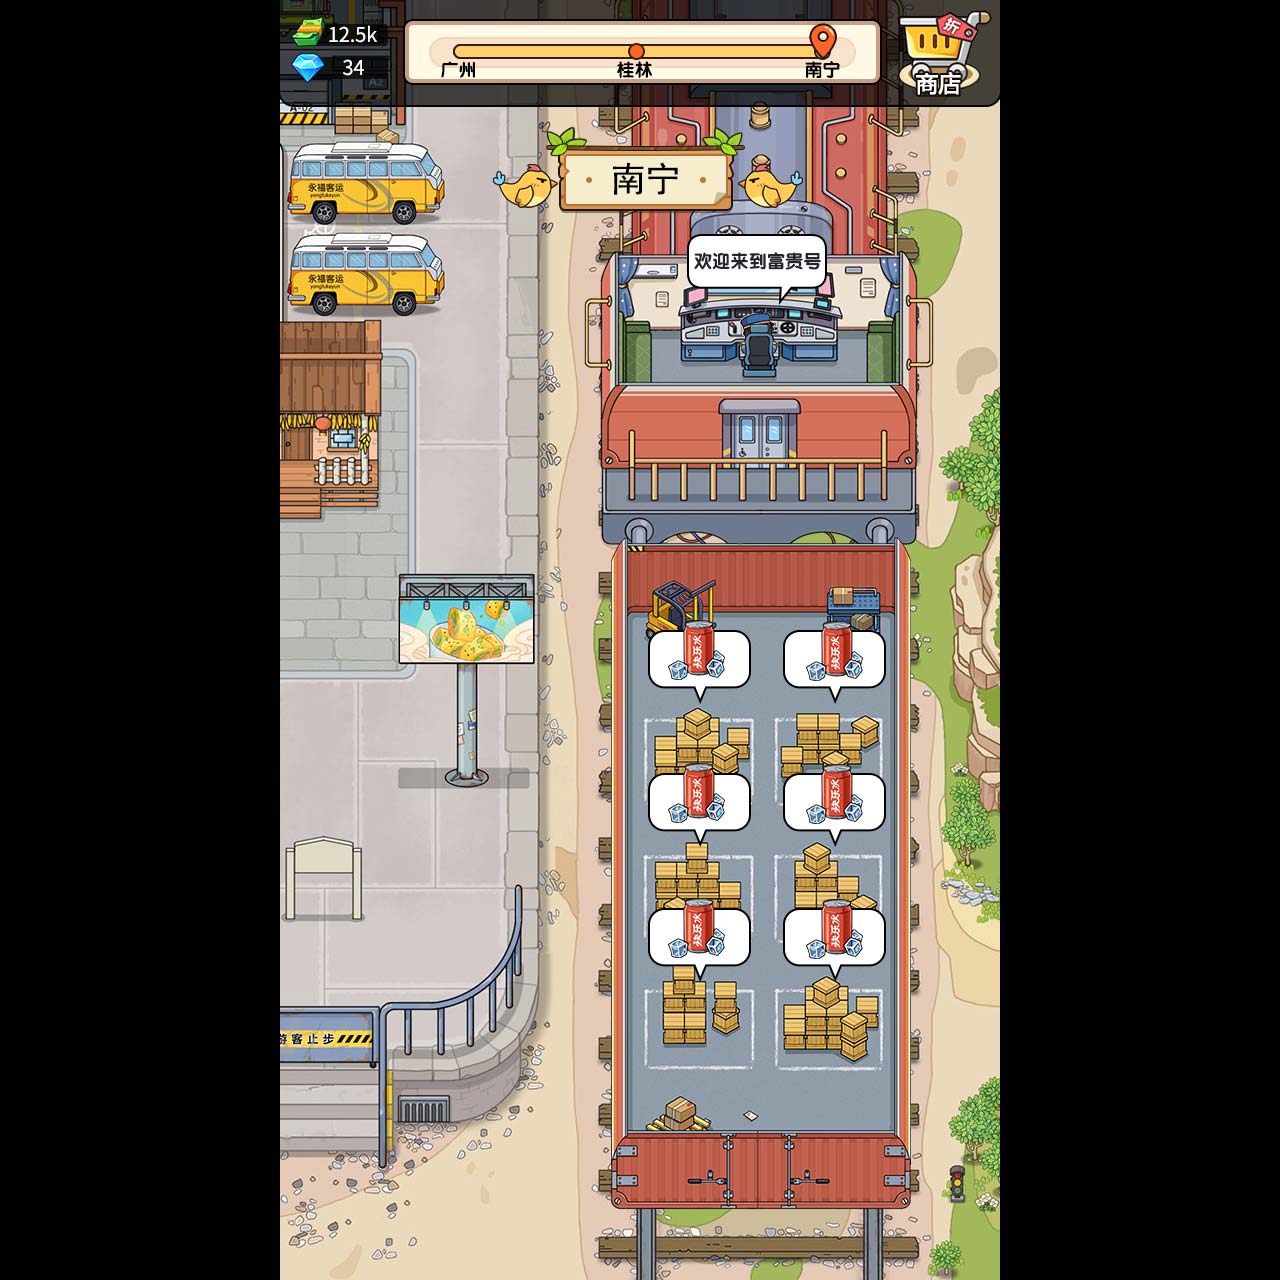 12.5k
34
广州
桂林
南宁
折
商店
A2
A-02
南宁
永福客运
yongfukeyun
欢迎来到富贵号
永福客运
yongfukeyun
快乐水
快乐水
快乐水
快乐水
快乐水
快乐水
游客止步